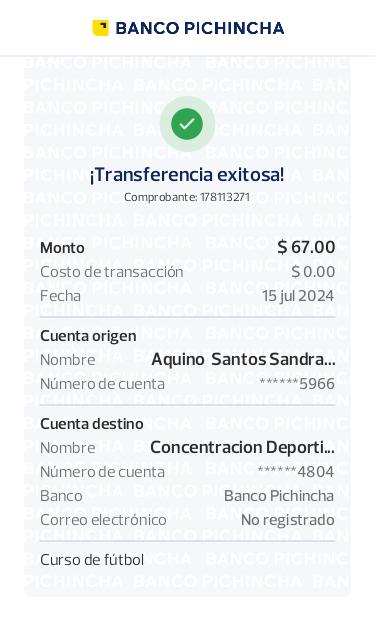 BANCO PICHINCHA
¡Transferencia exitosa!
Comprobante: 178113271
Monto $ 67.00
Costo de transacción $ 0.00
Fecha 15 jul 2024
Cuenta origen
Nombre Aquino Santos Sandra...
Número de cuenta ******5966
Cuenta destino
Nombre Concentracion Deporti...
Número de cuenta ******4804
Banco Banco Pichincha
Correo electrónico No registrado
Curso de fútbol